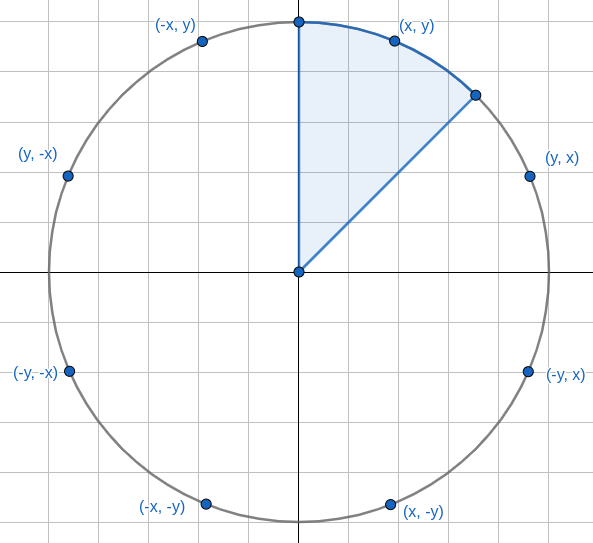 (-x, y)
(x, y)
(y, -x)
(y, x)
(-y, -x)
(-y, x)
(-x, -y)
(x, -y)